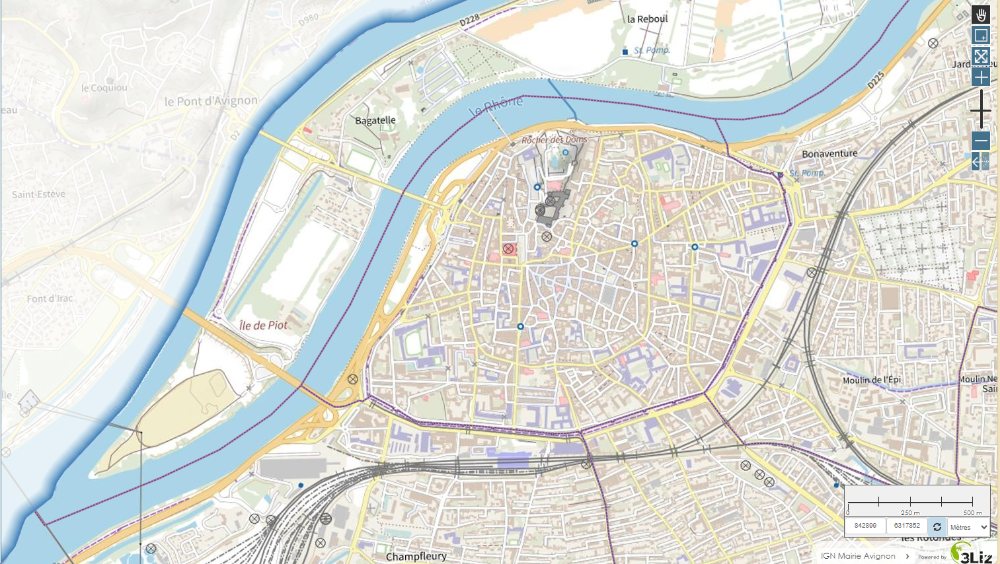 D980
D228
la Reboul
St. Pomp.
Jard
eu
le Coquiou
D225
le Pont d'Avignon
le Rhône
eau
Bagatelle
D2
Rocher des Doms
Bonaventure
St. Pomp.
Saint-Estève
Font d'Irac
Île de Piot
Moulin de l'Épi
Moulin Ne
Sai
Île
0
250 m
500 m
842899
6317852
Mètres
les Rotondes
Champfleury
IGN Mairie Avignon
›
Powered by
3Liz